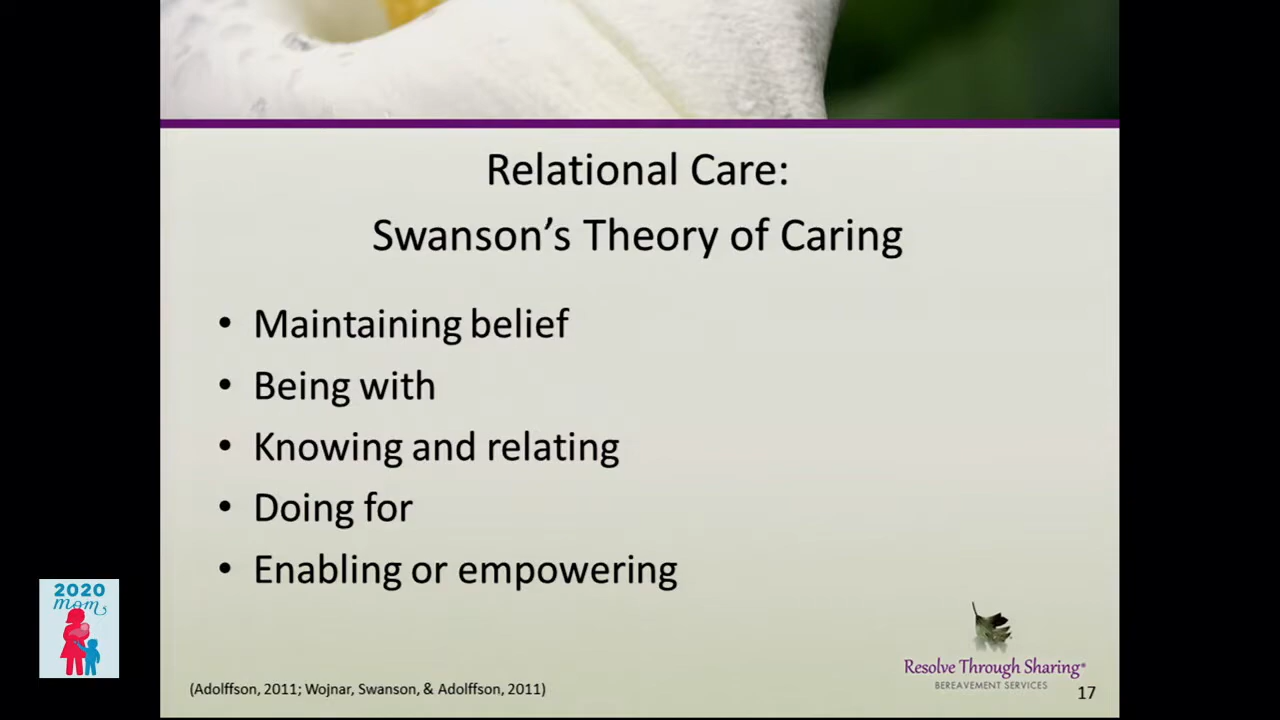 Relational Care:
Swanson's Theory of Caring
• Maintaining belief
• Being with
• Knowing and relating
• Doing for
• Enabling or empowering
2020
mom
Resolve Through Sharing®
BEREAVEMENT SERVICES
(Adolffson, 2011; Wojnar, Swanson, & Adolffson, 2011)
17